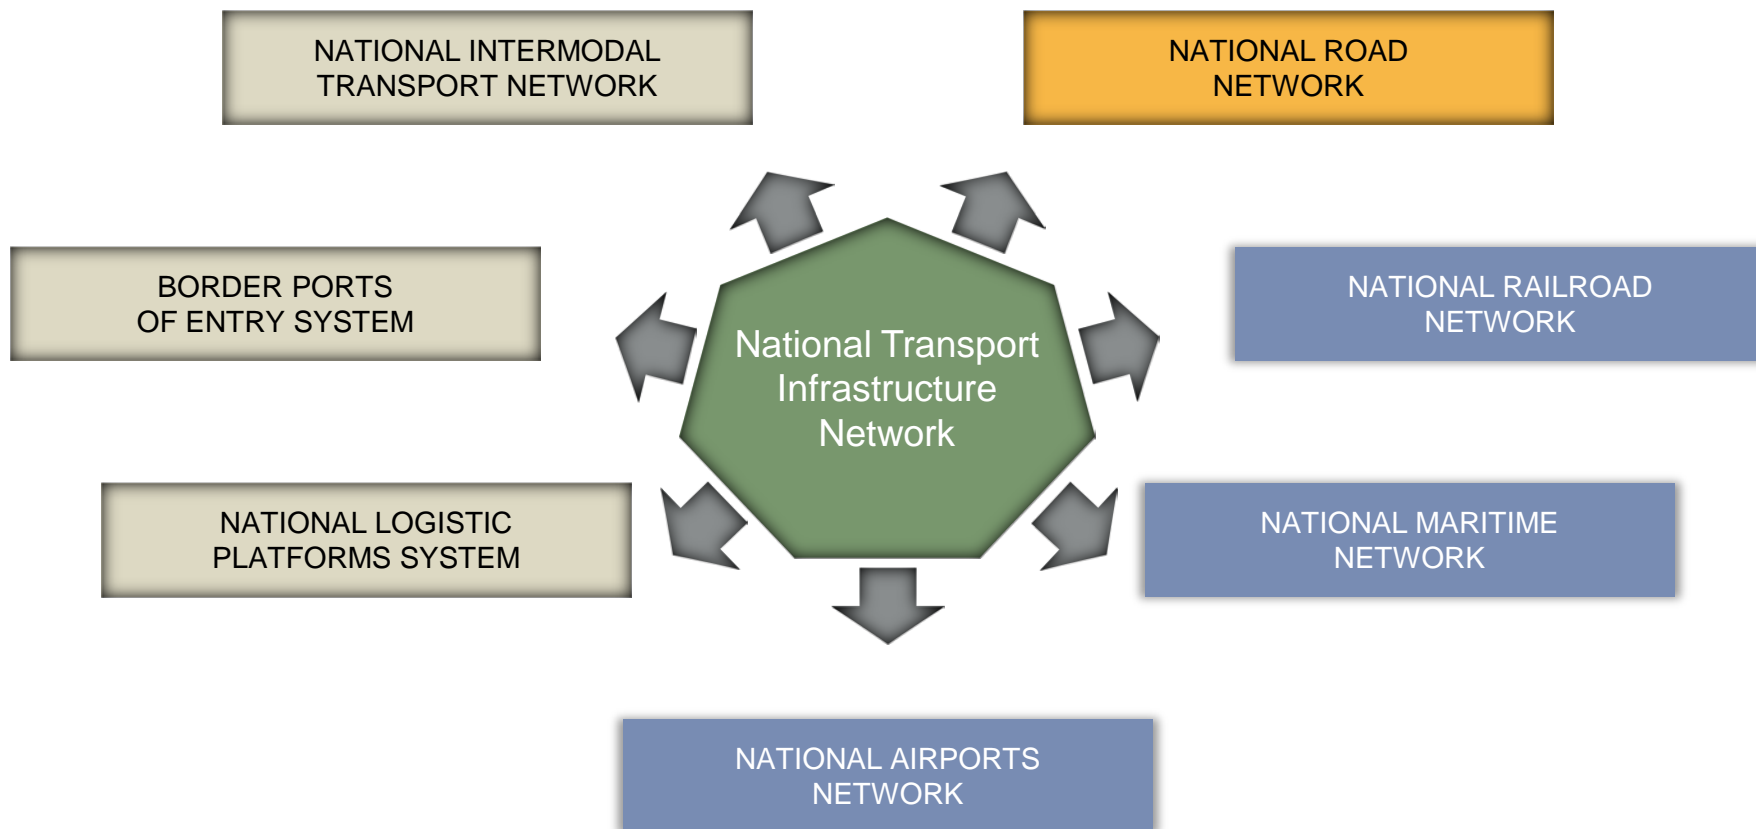 NATIONAL INTERMODAL
TRANSPORT NETWORK
NATIONAL ROAD
NETWORK
BORDER PORTS
OF ENTRY SYSTEM
NATIONAL RAILROAD
NETWORK
National Transport
Infrastructure
Network
NATIONAL LOGISTIC
PLATFORMS SYSTEM
NATIONAL MARITIME
NETWORK
NATIONAL AIRPORTS
NETWORK